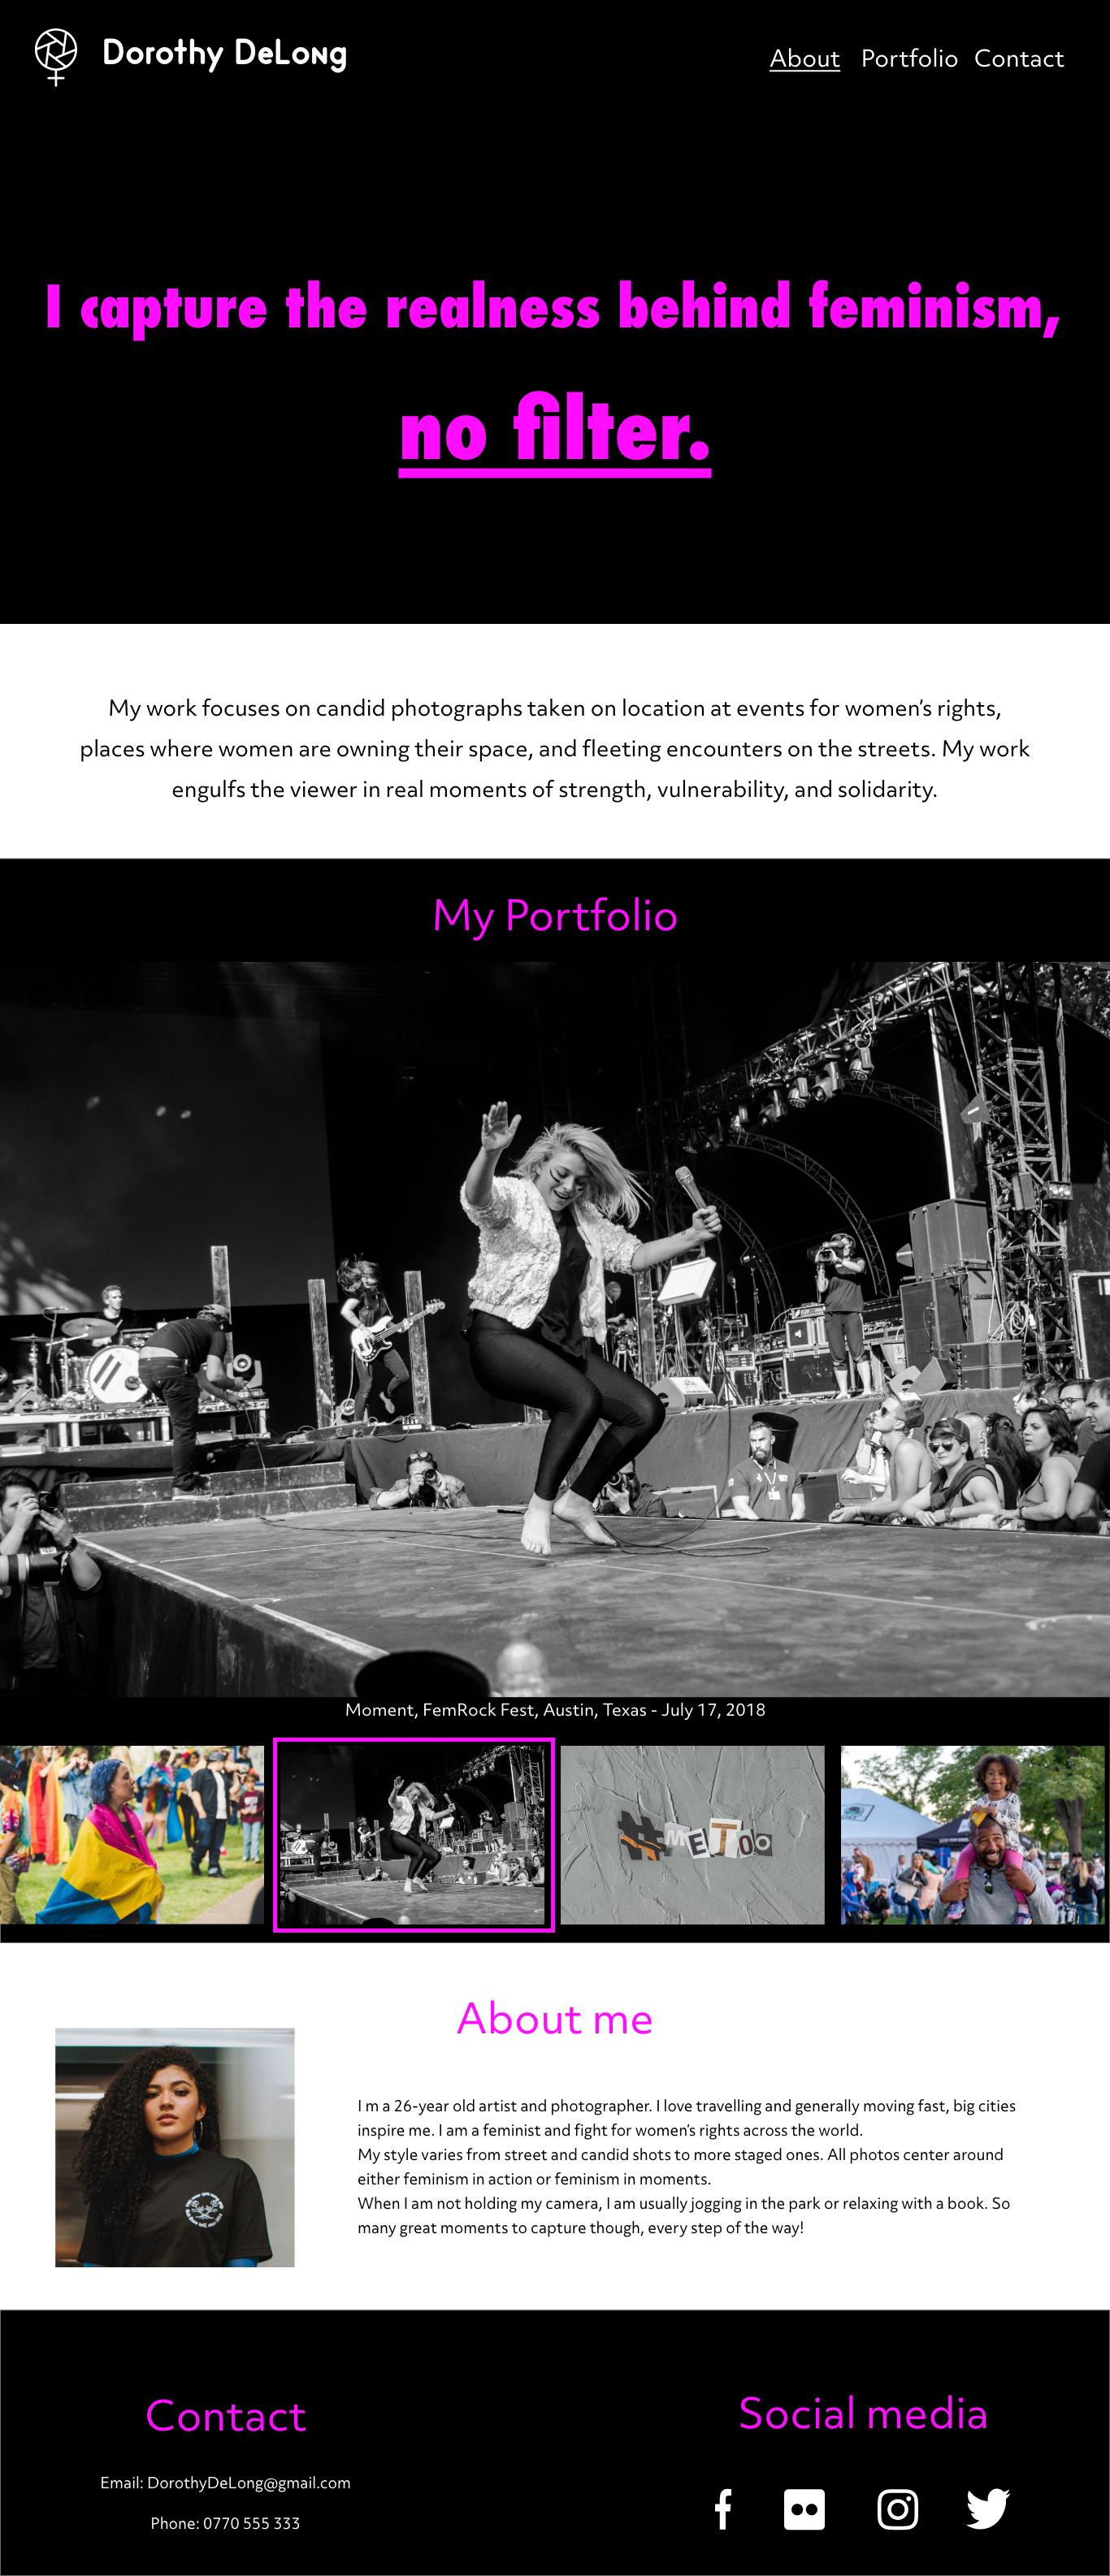 Dorothy DeLong
About Portfolio Contact
I capture the realness behind feminism,
no filter.
My work focuses on candid photographs taken on location at events for women’s rights,
places where women are owning their space, and fleeting encounters on the streets. My work
engulfs the viewer in real moments of strength, vulnerability, and solidarity.
My Portfolio
Moment, FemRock Fest, Austin, Texas - July 17, 2018
#METOO
About me
I m a 26-year old artist and photographer. I love travelling and generally moving fast, big cities
inspire me. I am a feminist and fight for women’s rights across the world.
My style varies from street and candid shots to more staged ones. All photos center around
either feminism in action or feminism in moments.
When I am not holding my camera, I am usually jogging in the park or relaxing with a book. So
many great moments to capture though, every step of the way!
Contact
Email: DorothyDeLong@gmail.com
Phone: 0770 555 333
Social media